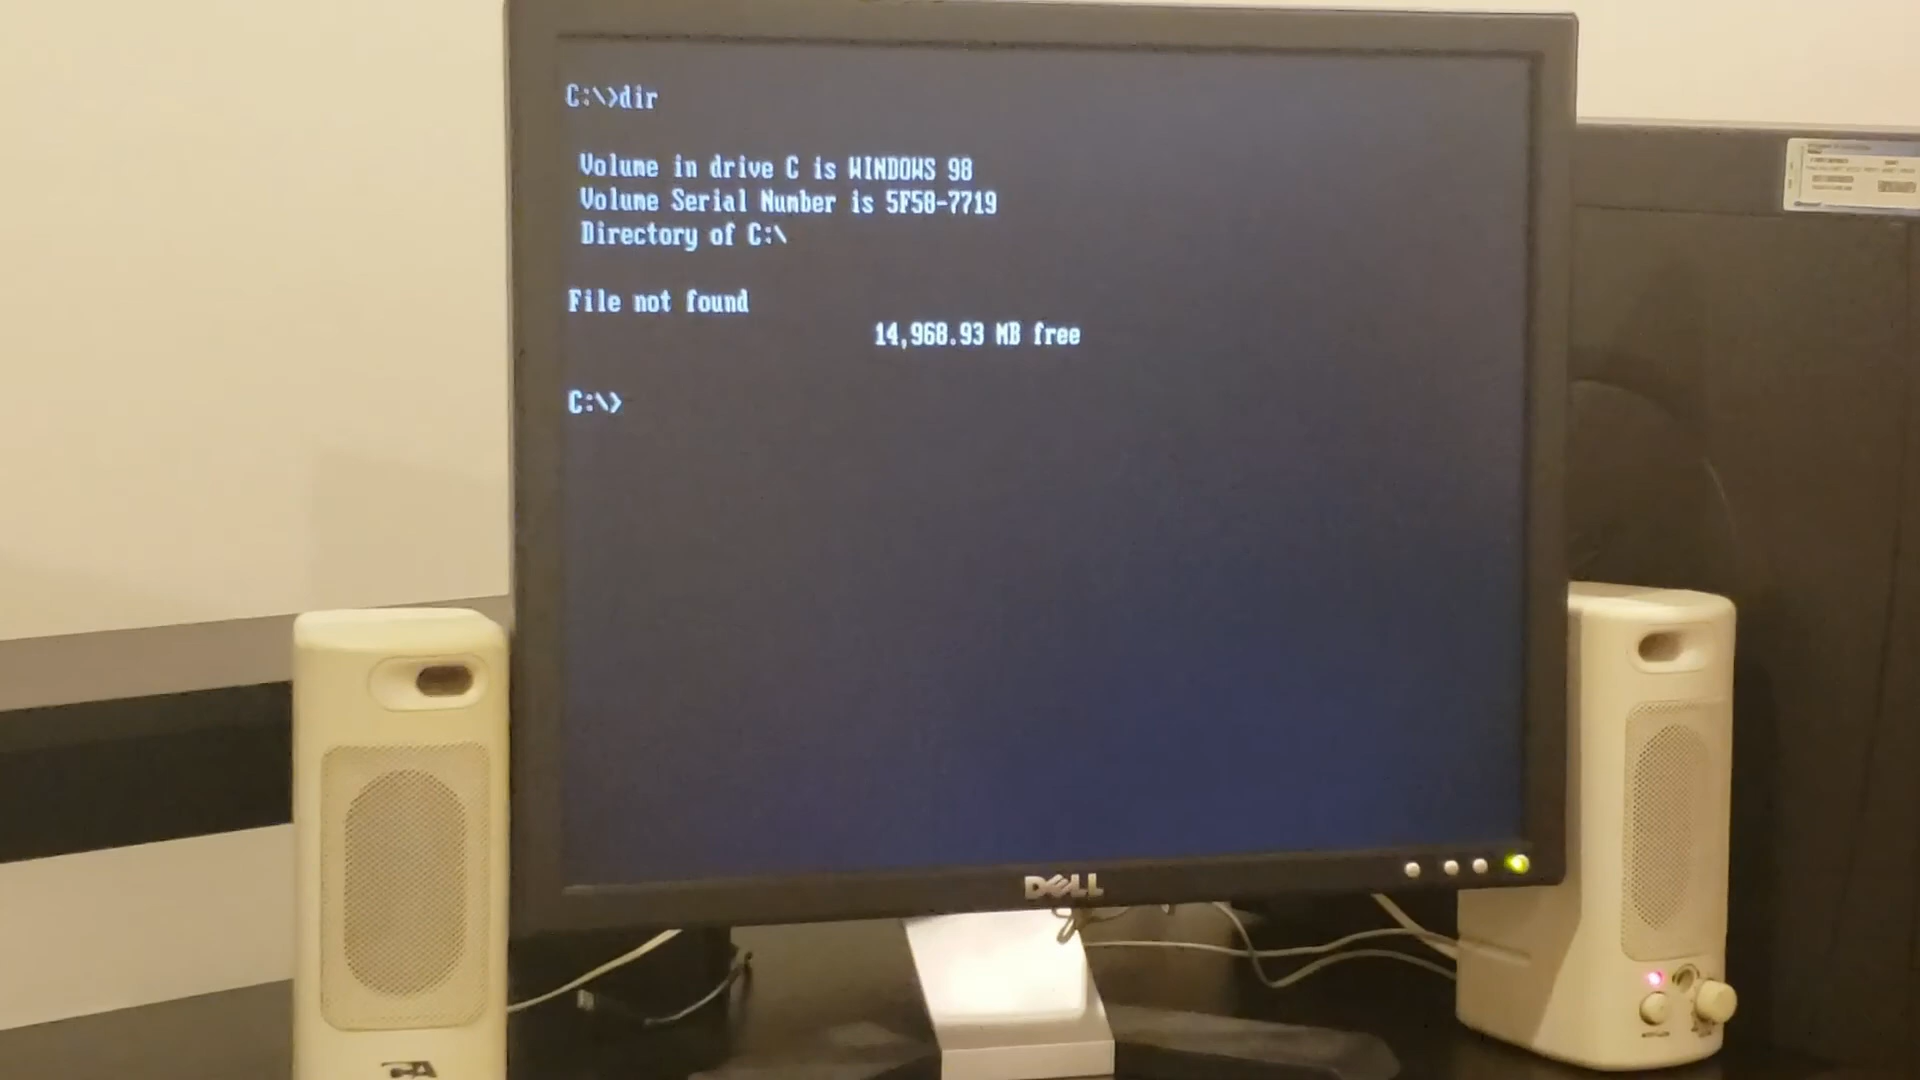 C:\>dir
Volume in drive C is WINDOWS 98
Volume Serial Number is 5F58-7719
Directory of C:\
File not found
14,968.93 MB free
C:\>
DELL
CA